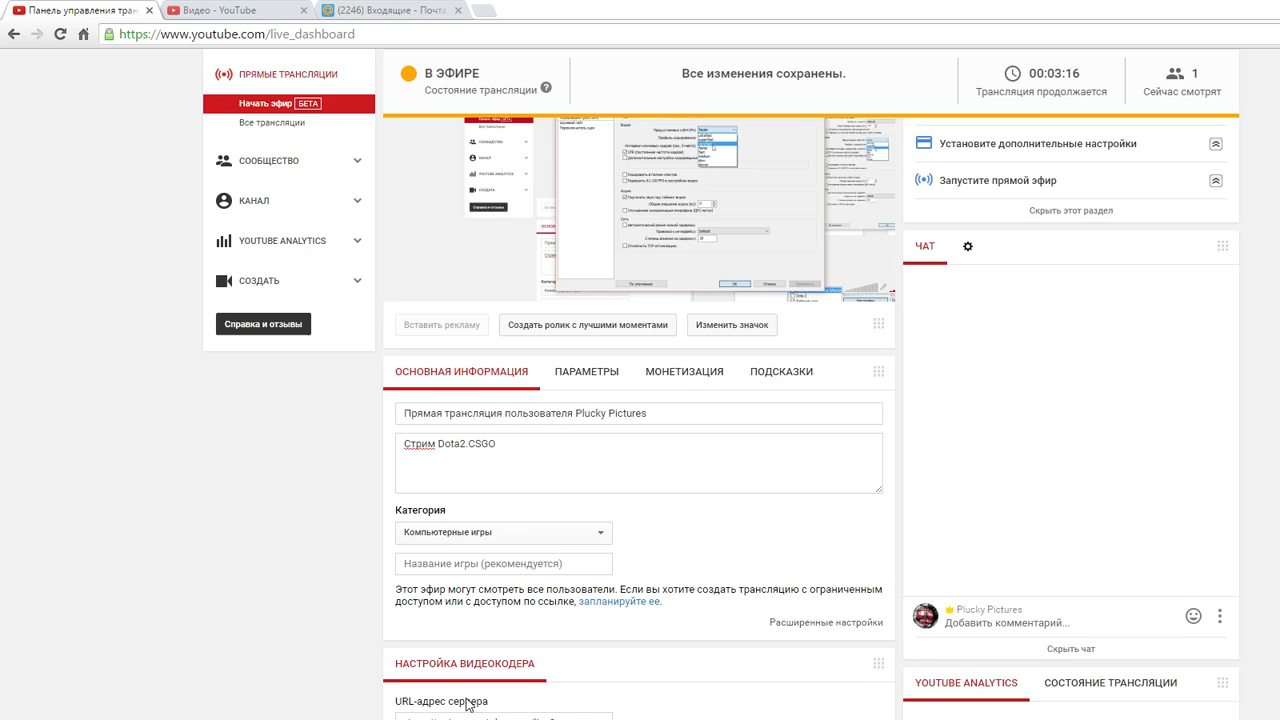 Панель управления тран
Видео - YouTube
(2246) Входящие - Почта
https://www.youtube.com/live_dashboard
ПРЯМЫЕ ТРАНСЛЯЦИИ
Начать эфир БЕТА
Все трансляции
СООБЩЕСТВО
КАНАЛ
YOUTUBE ANALYTICS
СОЗДАТЬ
Справка и отзывы
В ЭФИРЕ
Состояние трансляции ?
Все изменения сохранены.
00:03:16
Трансляция продолжается
1
Сейчас смотрят
Вставить рекламу
Создать ролик с лучшими моментами
Изменить значок
ОСНОВНАЯ ИНФОРМАЦИЯ
ПАРАМЕТРЫ
МОНЕТИЗАЦИЯ
ПОДСКАЗКИ
Прямая трансляция пользователя Plucky Pictures
Стрим Dota2.CSGO
Категория
Компьютерные игры
Название игры (рекомендуется)
Этот эфир могут смотреть все пользователи. Если вы хотите создать трансляцию с ограниченным
доступом или с доступом по ссылке, запланируйте ее.
Расширенные настройки
НАСТРОЙКА ВИДЕОКОДЕРА
URL-адрес сервера
Установите дополнительные настройки
Запустите прямой эфир
Скрыть этот раздел
ЧАТ
Plucky Pictures
Добавить комментарий...
Скрыть чат
YOUTUBE ANALYTICS
СОСТОЯНИЕ ТРАНСЛЯЦИИ